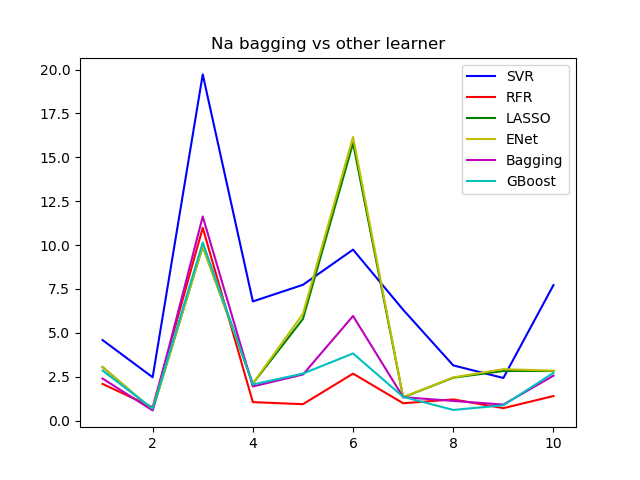 Na bagging vs other learner
20.0
17.5
15.0
12.5
10.0
7.5
5.0
2.5
0.0
2 4 6 8 10
SVR
RFR
LASSO
ENet
Bagging
GBoost